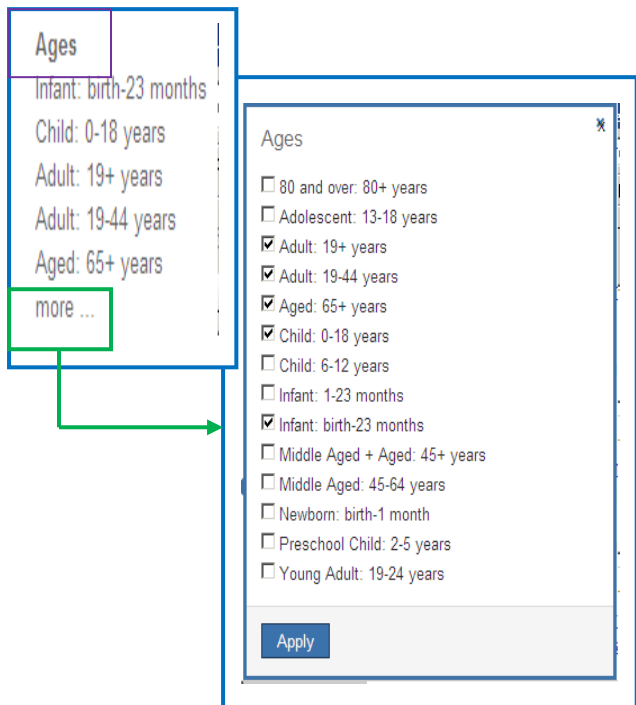 Ages
Infant: birth-23 months
Child: 0-18 years
Adult: 19+ years
Adult: 19-44 years
Aged: 65+ years
more ...
Ages
80 and over: 80+ years
Adolescent: 13-18 years
Adult: 19+ years
Adult: 19-44 years
Aged: 65+ years
Child: 0-18 years
Child: 6-12 years
Infant: 1-23 months
Infant: birth-23 months
Middle Aged + Aged: 45+ years
Middle Aged: 45-64 years
Newborn: birth-1 month
Preschool Child: 2-5 years
Young Adult: 19-24 years
Apply